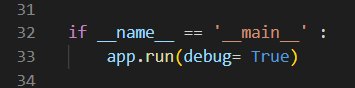 31
32 if __name__ == '__main__' :
33     app.run(debug= True)
34